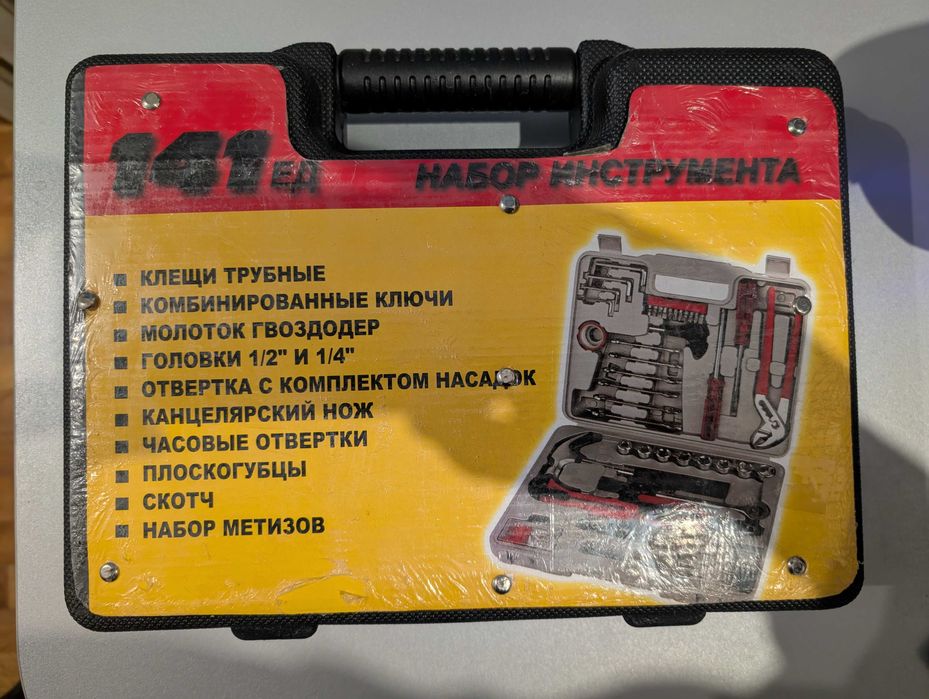 141 ЕД НАБОР ИНСТРУМЕНТА
КЛЕЩИ ТРУБНЫЕ
КОМБИНИРОВАННЫЕ КЛЮЧИ
МОЛОТОК ГВОЗДОДЕР
ГОЛОВКИ 1/2" И 1/4"
ОТВЕРТКА С КОМПЛЕКТОМ НАСАДОК
КАНЦЕЛЯРСКИЙ НОЖ
ЧАСОВЫЕ ОТВЕРТКИ
ПЛОСКОГУБЦЫ
СКОТЧ
НАБОР МЕТИЗОВ